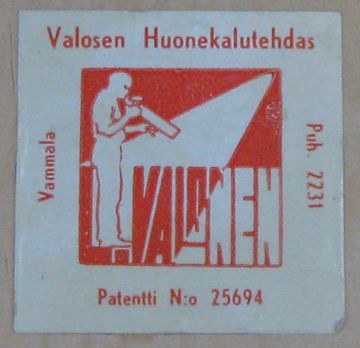 Valosen Huonekalutehdas
Vammala
L. VALONEN
Puh. 2231
Patentti N:o 25694